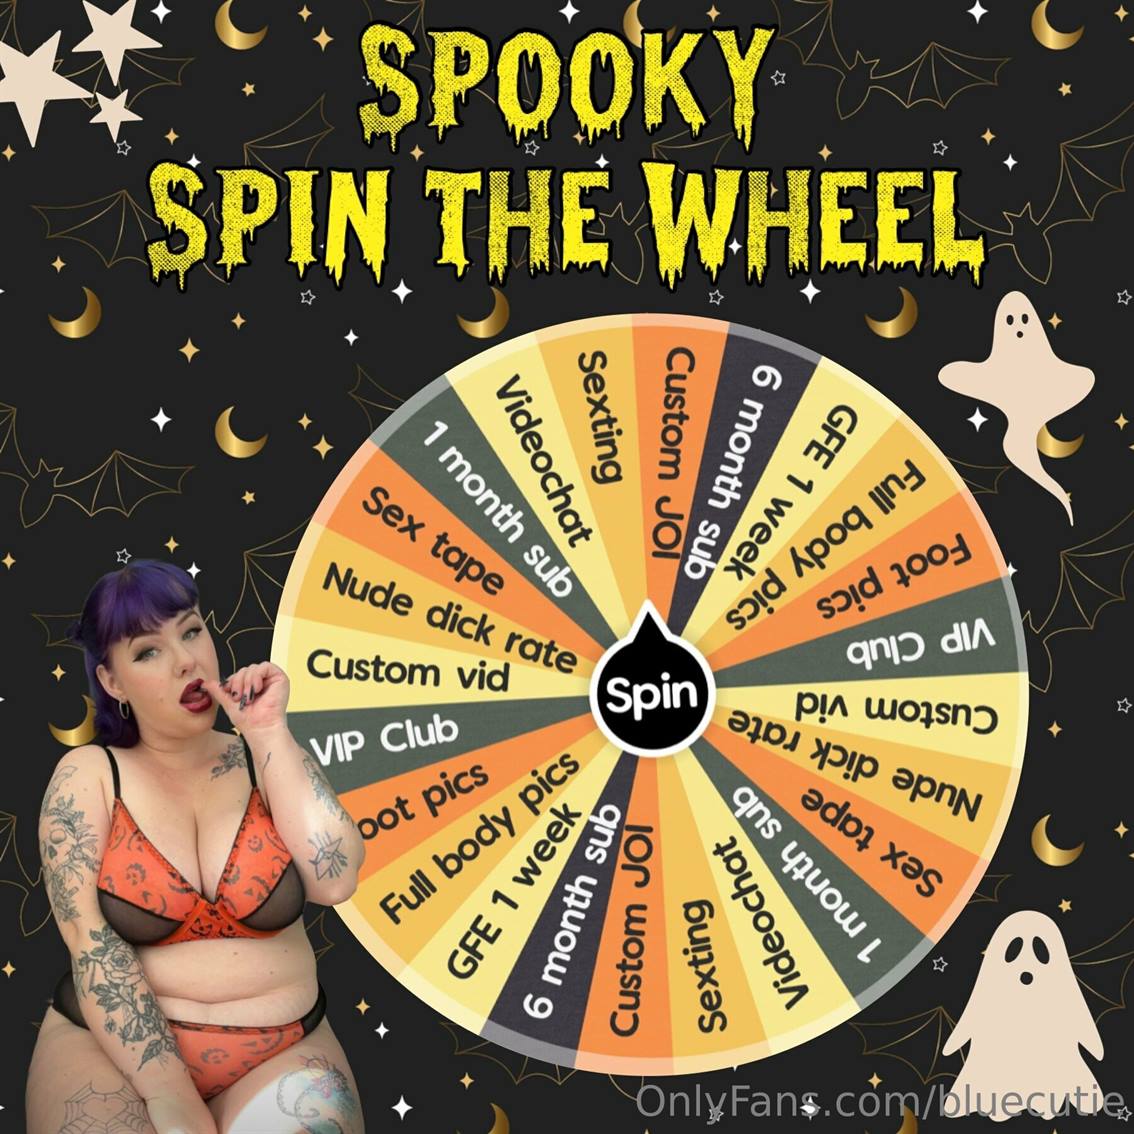 SPOOKY
SPIN THE WHEEL
Custom JOI
6 month sub
GFE 1 week
Full body pics
Foot pics
VIP Club
Custom vid
Nude dick rate
Sex tape
1 month sub
Videochat
Sexting
Custom JOI
6 month sub
GFE 1 week
Full body pics
oot pics
VIP Club
Custom vid
Nude dick rate
Sex tape
1 month sub
Videochat
Sexting
Spin
OnlyFans.com/bluecutie